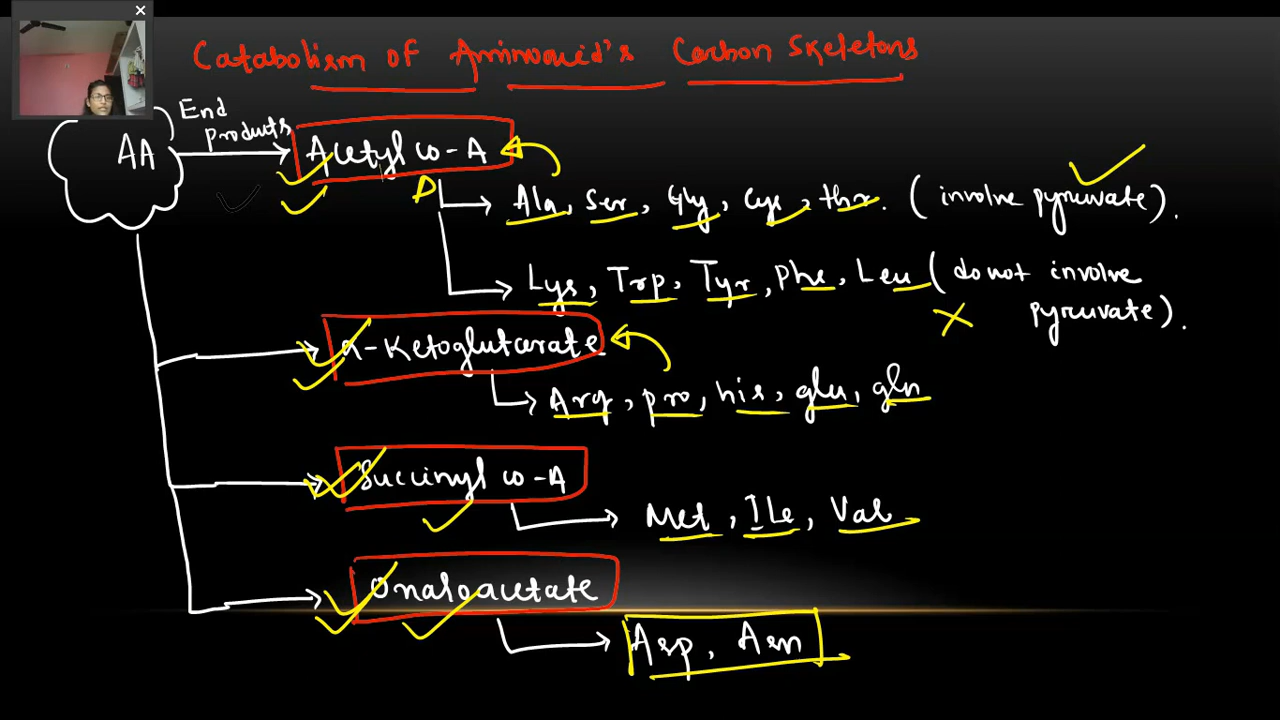 Catabolism of Aminoacid's Carbon Skeletons
End
products
AA
Acetyl co-A
Ala, Ser, Gly, Cys, thr. (involve pyruvate).
Lys, Trp, Tyr, Phe, Leu (do not involve
pyruvate).
α-Ketoglutarate
Arg, pro, his, glu, gln
Succinyl co-A
Met, ILe, Val
Oxaloacetate
Asp, Asn